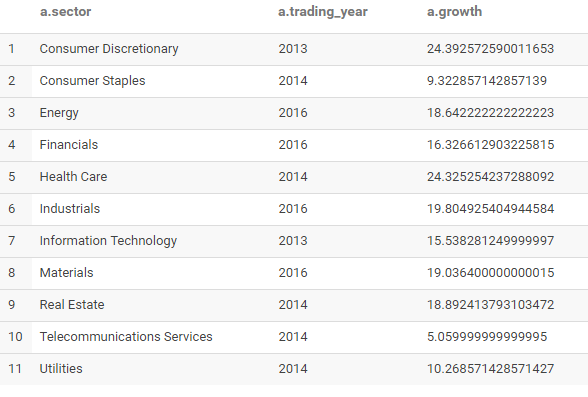 a.sector a.trading_year a.growth
1 Consumer Discretionary 2013 24.392572590011653
2 Consumer Staples 2014 9.322857142857139
3 Energy 2016 18.642222222222223
4 Financials 2016 16.326612903225815
5 Health Care 2014 24.325254237288092
6 Industrials 2016 19.804925404944584
7 Information Technology 2013 15.538281249999997
8 Materials 2016 19.036400000000015
9 Real Estate 2014 18.892413793103472
10 Telecommunications Services 2014 5.059999999999995
11 Utilities 2014 10.268571428571427